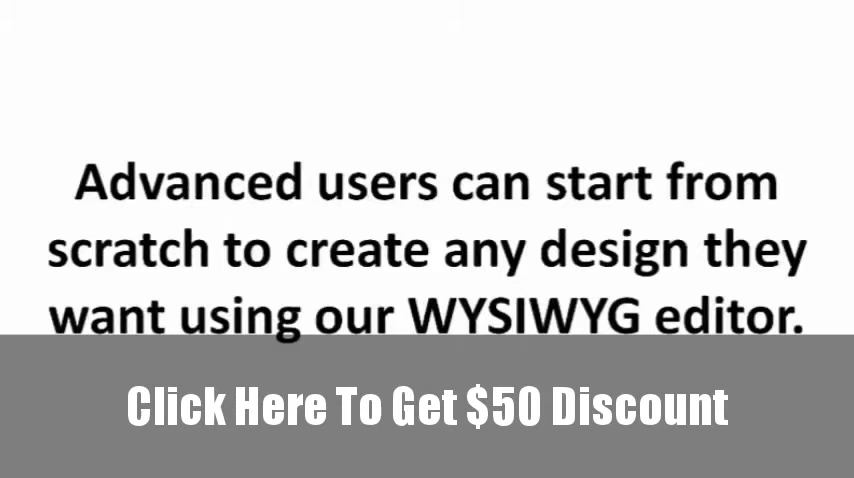 Advanced users can start from
scratch to create any design they
want using our WYSIWYG editor.
Click Here To Get $50 Discount